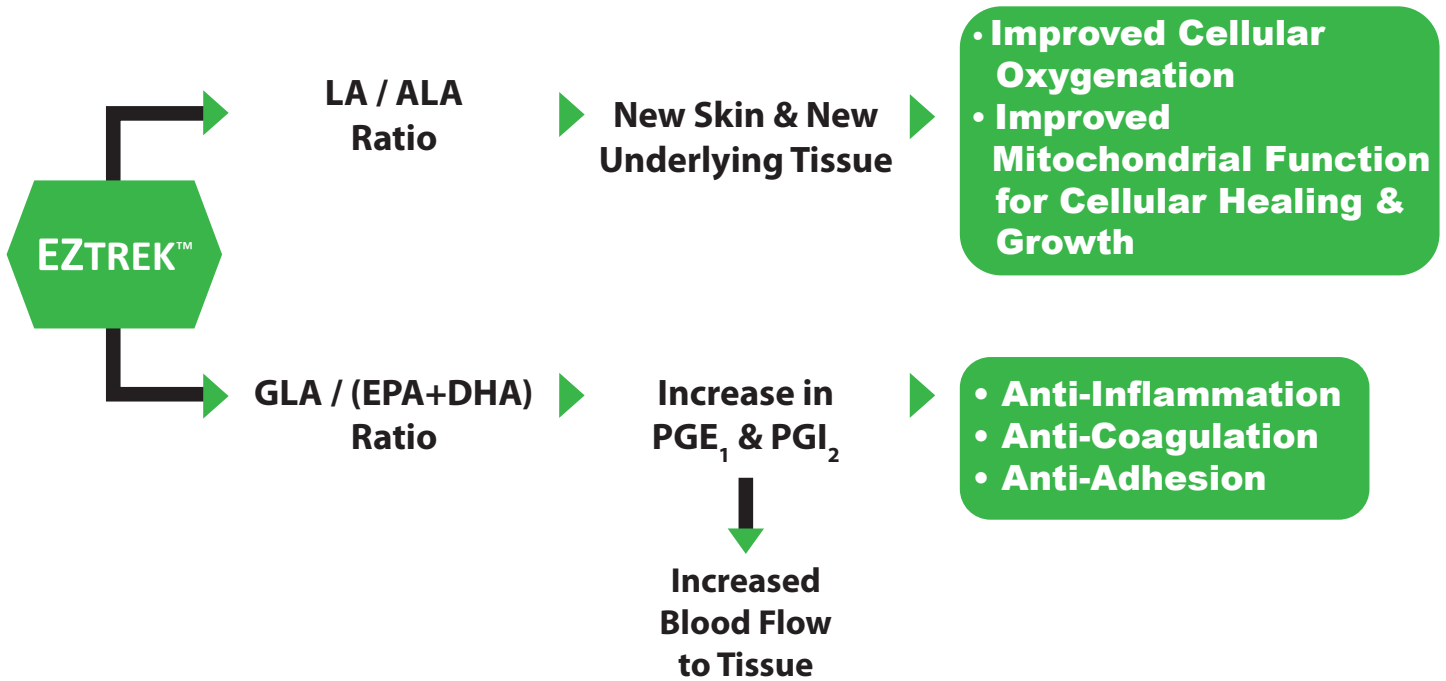 EZTREK™
LA / ALA
Ratio
New Skin & New
Underlying Tissue
• Improved Cellular
Oxygenation
• Improved
Mitochondrial Function
for Cellular Healing &
Growth
GLA / (EPA+DHA)
Ratio
Increase in
PGE₁ & PGI₂
• Anti-Inflammation
• Anti-Coagulation
• Anti-Adhesion
Increased
Blood Flow
to Tissue